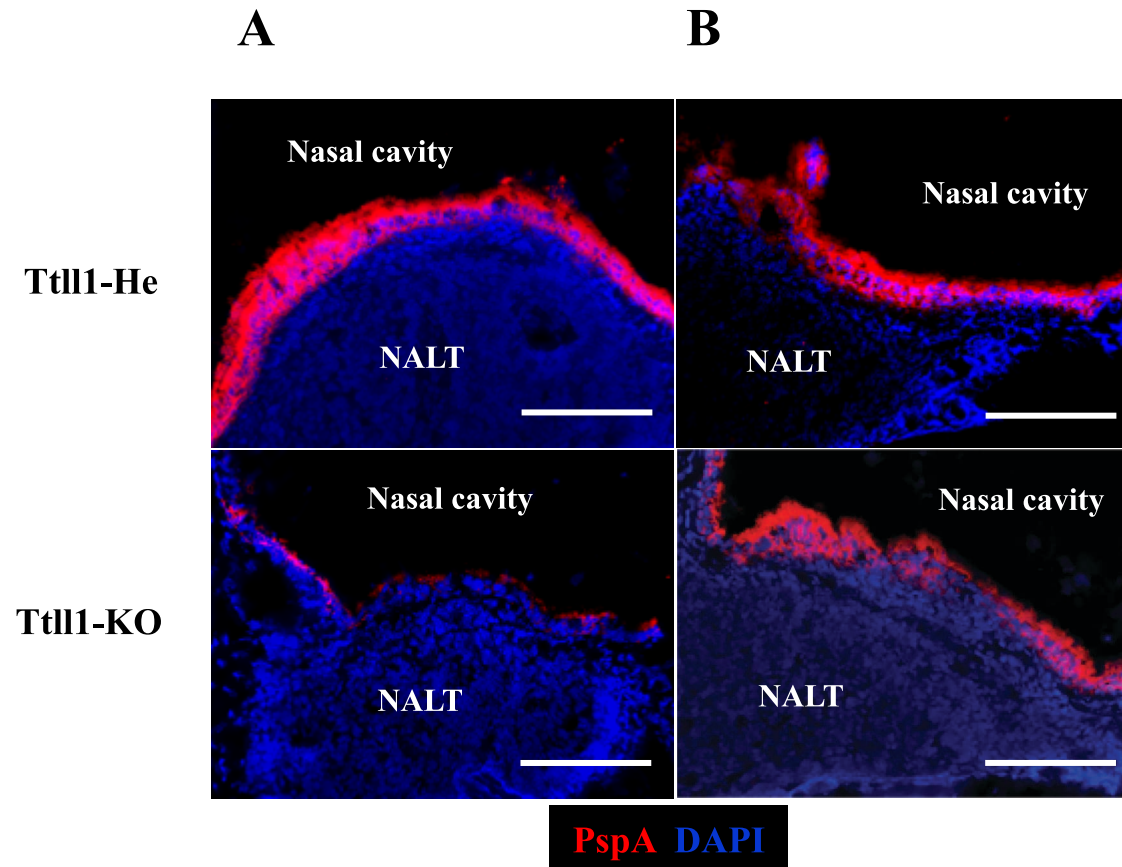 A
B
Ttll1-He
Nasal cavity
NALT
Nasal cavity
NALT
Ttll1-KO
Nasal cavity
NALT
Nasal cavity
NALT
PspA DAPI